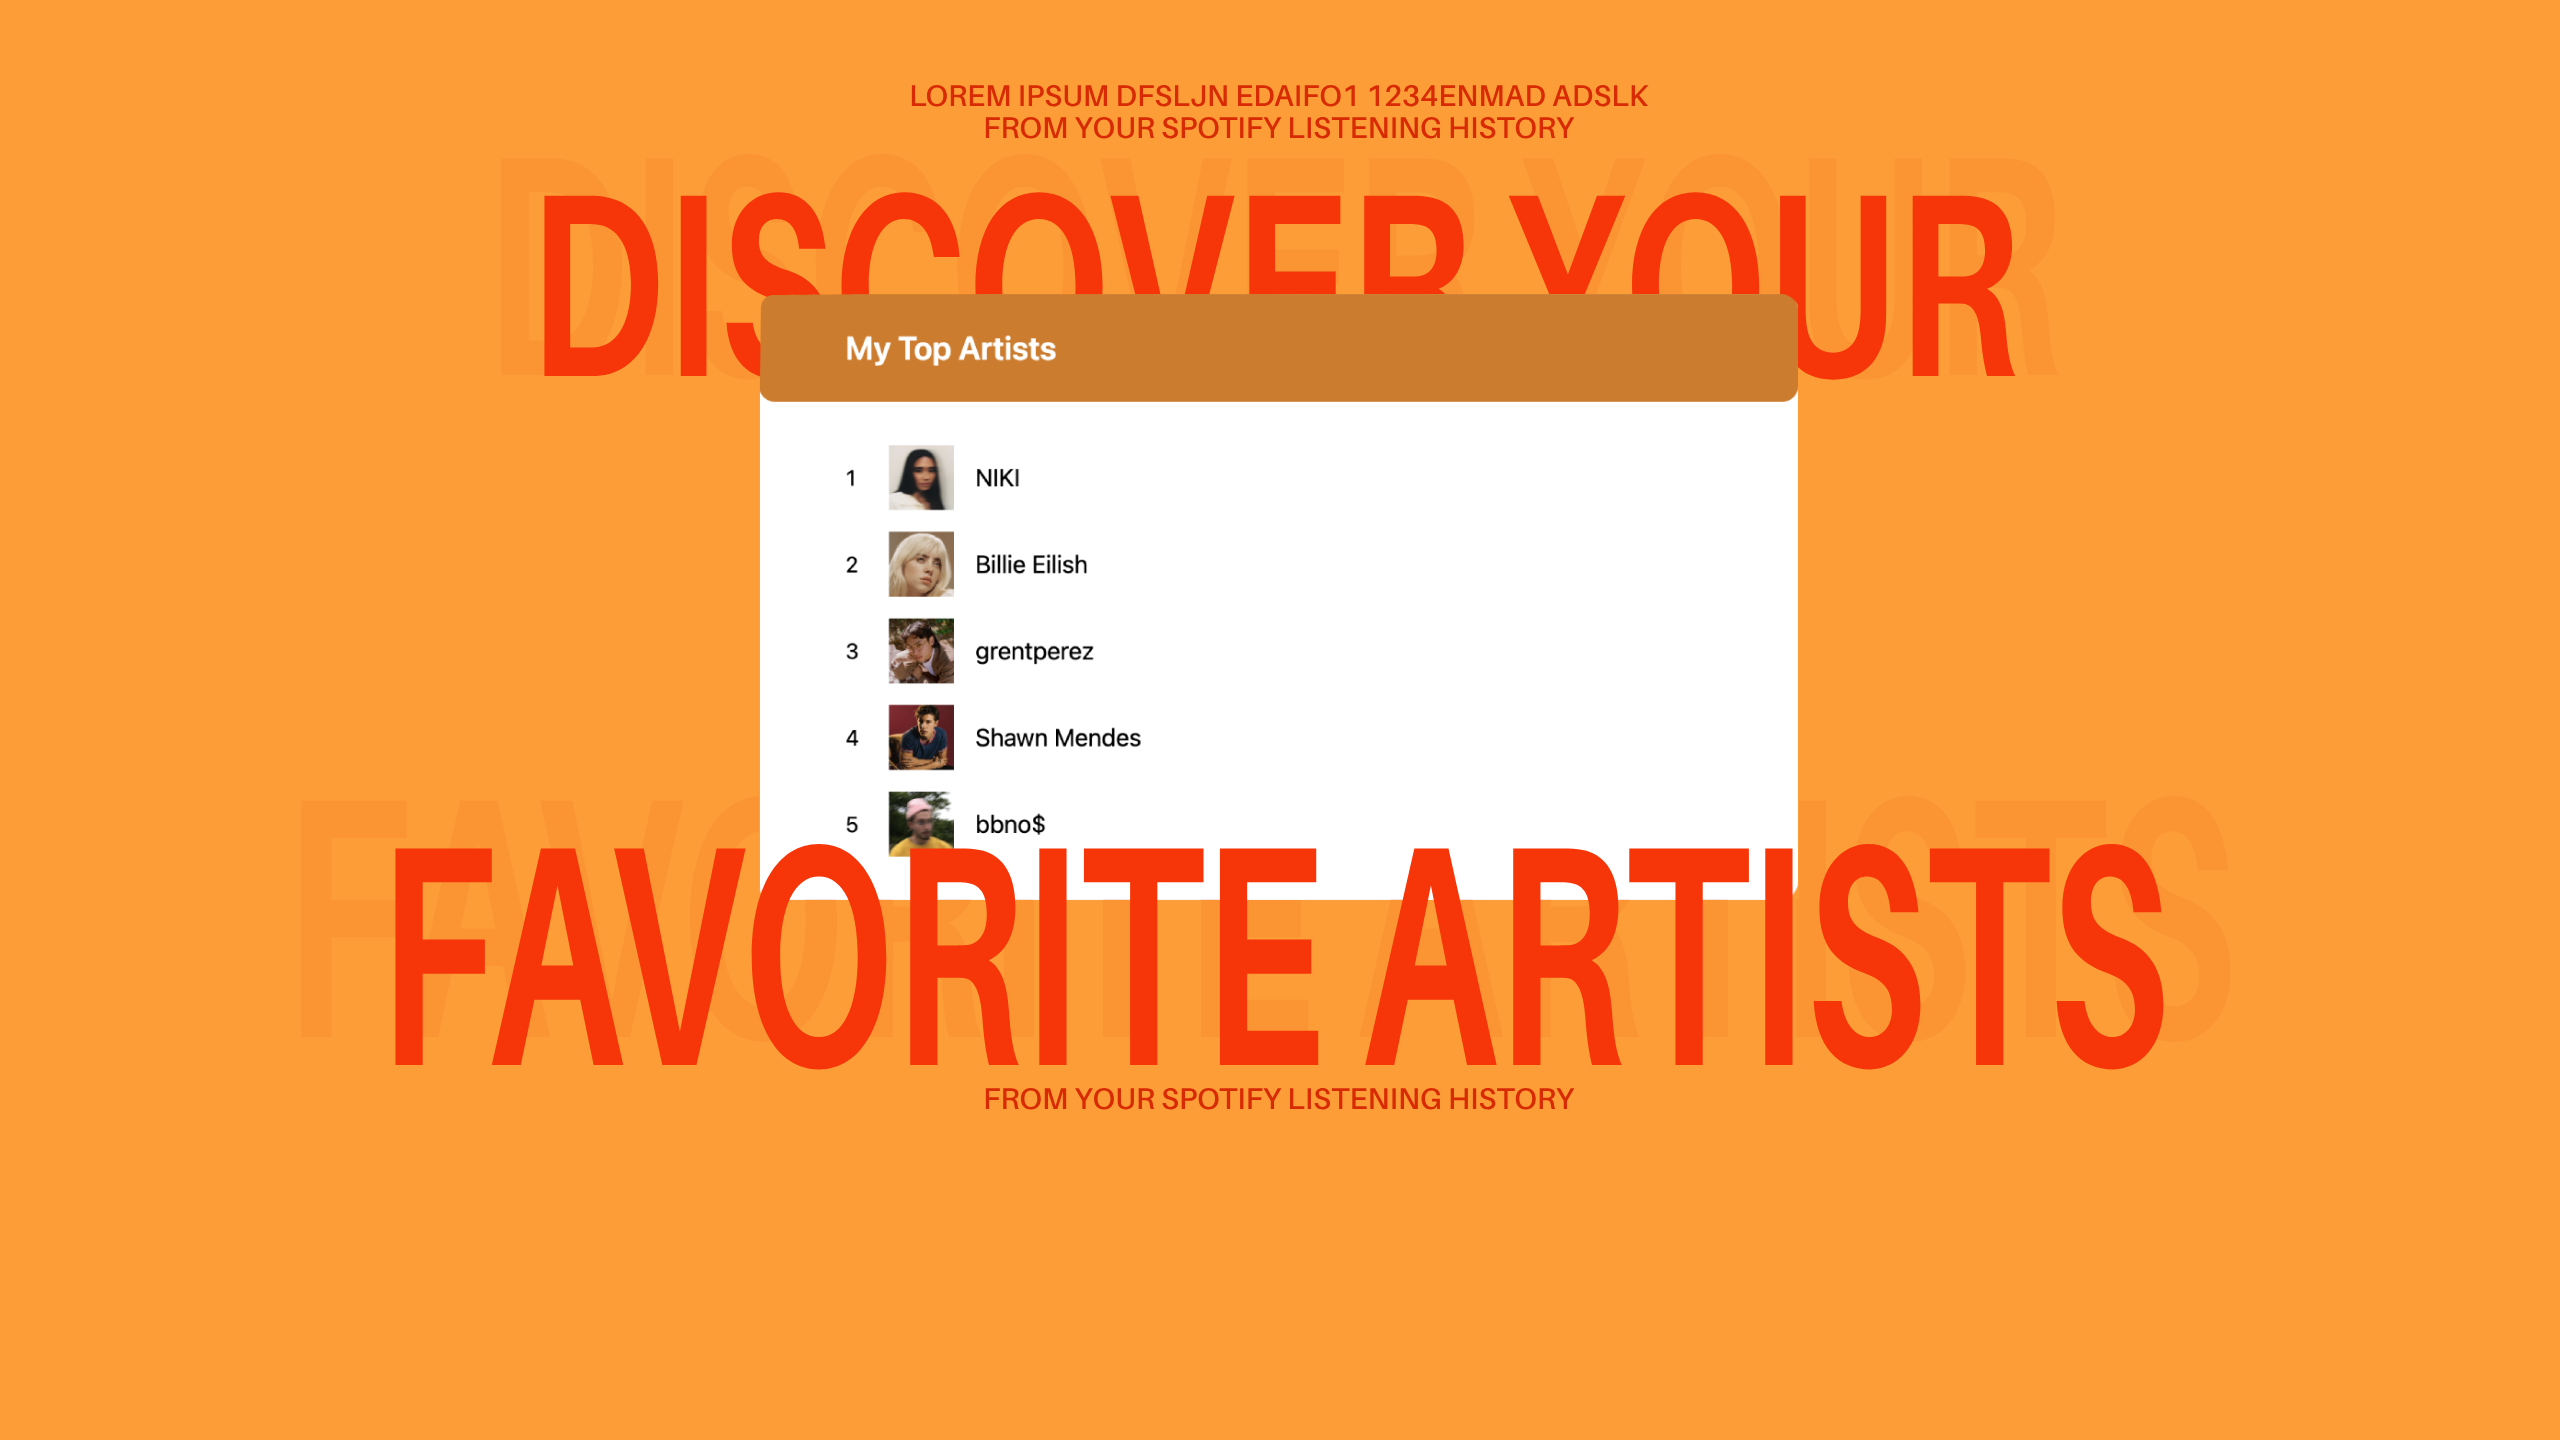 LOREM IPSUM DFSLJN EDAIFO1 1234ENMAD ADSLK
FROM YOUR SPOTIFY LISTENING HISTORY
DISCOVER YOUR
My Top Artists
1 NIKI
2 Billie Eilish
3 grentperez
4 Shawn Mendes
5 bbno$
FAVORITE ARTISTS
FROM YOUR SPOTIFY LISTENING HISTORY